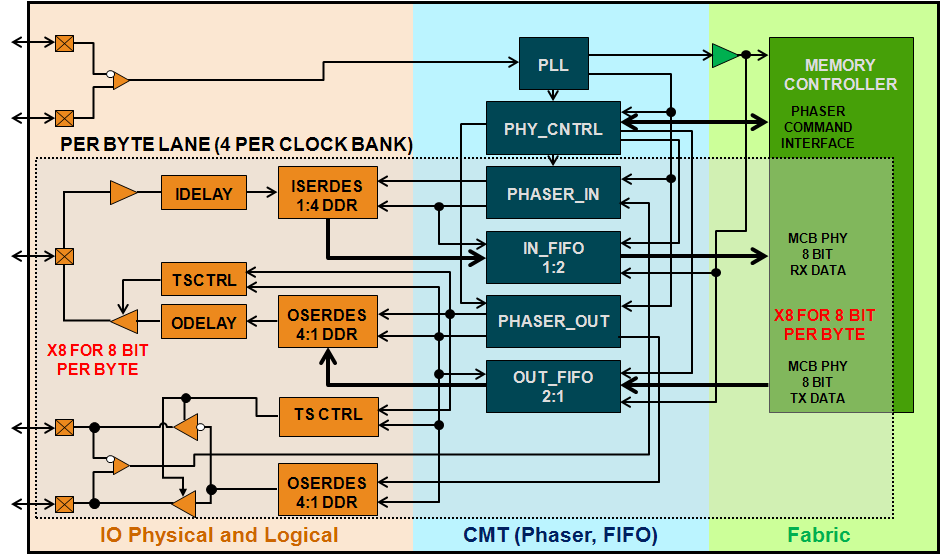 PLL
MEMORY
CONTROLLER
PHY_CNTRL
PHASER
COMMAND
INTERFACE
PER BYTE LANE (4 PER CLOCK BANK)
IDELAY
ISERDES
1:4 DDR
PHASER_IN
IN_FIFO
1:2
MCB PHY
8 BIT
RX DATA
TSCTRL
ODELAY
OSERDES
4:1 DDR
PHASER_OUT
X8 FOR 8 BIT
PER BYTE
X8 FOR 8 BIT
PER BYTE
OUT_FIFO
2:1
MCB PHY
8 BIT
TX DATA
TS CTRL
OSERDES
4:1 DDR
IO Physical and Logical
CMT (Phaser, FIFO)
Fabric